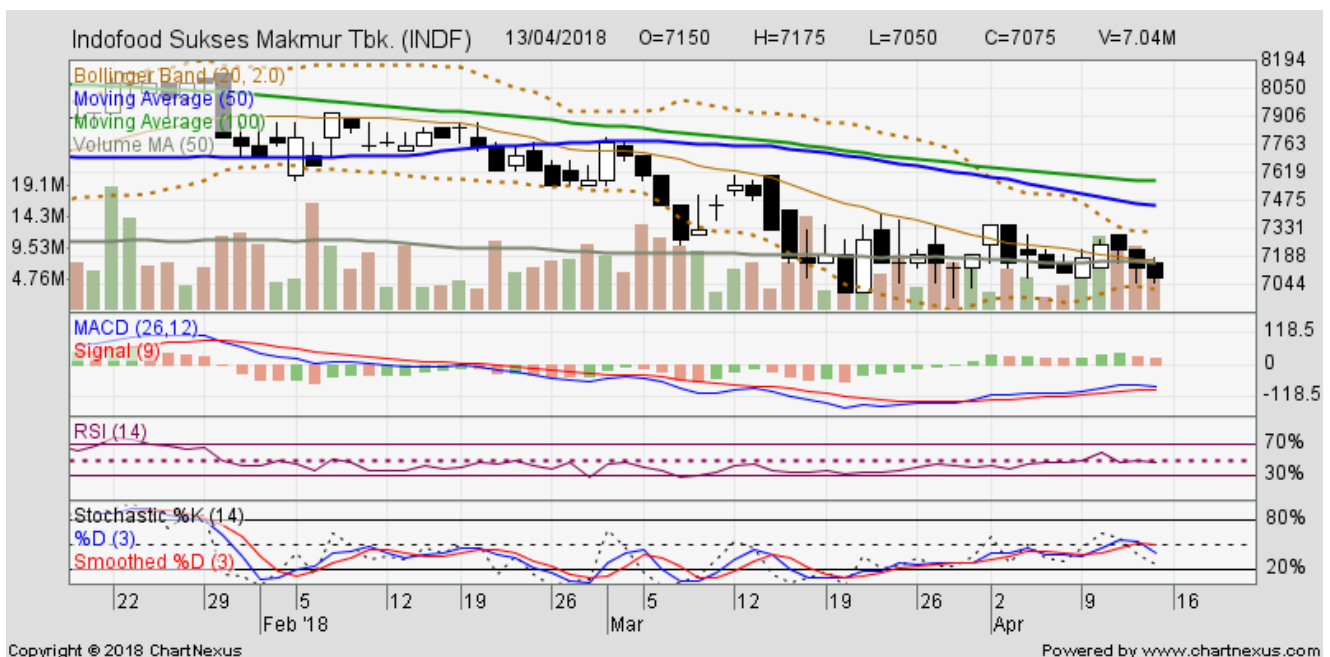 Indofood Sukses Makmur Tbk. (INDF) 13/04/2018 O=7150 H=7175 L=7050 C=7075 V=7.04M
Bollinger Band (20, 2.0)
Moving Average (50)
Moving Average (100)
Volume MA (50)
8194
8050
7906
7763
7619
7475
7331
7188
7044
19.1M
14.3M
9.53M
4.76M
MACD (26,12)
Signal (9)
118.5
0
-118.5
RSI (14)
70%
30%
Stochastic %K (14)
%D (3)
Smoothed %D (3)
80%
20%
22 29 5 12 19 26 5 12 19 26 2 9 16
Feb '18 Mar Apr
Copyright © 2018 ChartNexus Powered by www.chartnexus.com